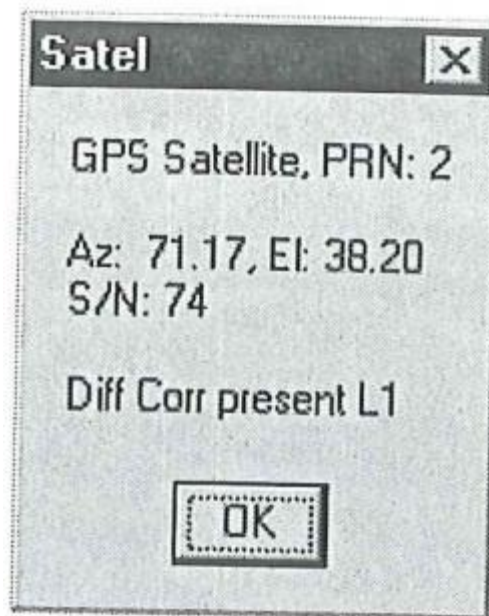 Satel
GPS Satellite, PRN: 2
Az: 71.17, El: 38.20
S/N: 74
Diff Corr present L1
OK